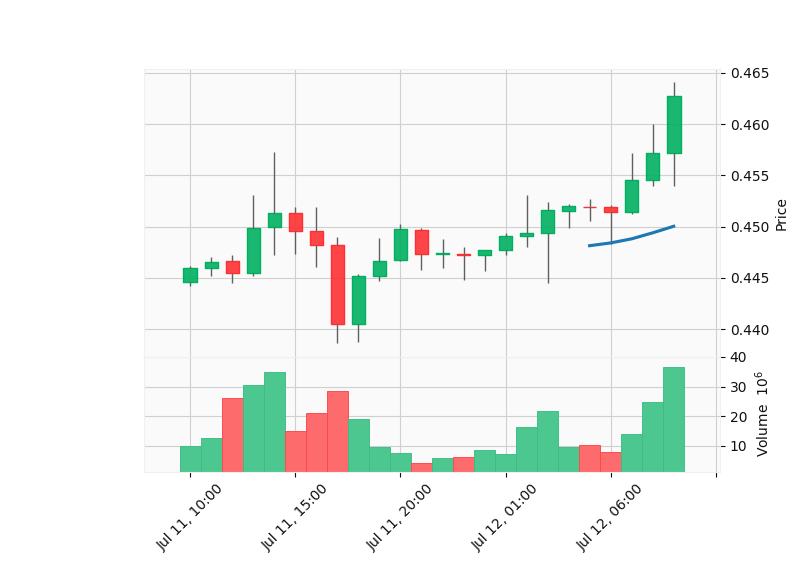 0.465
0.460
0.455
0.450
0.445
0.440
Price
40
30
20
10
Volume 10^6
Jul 11, 10:00
Jul 11, 15:00
Jul 11, 20:00
Jul 12, 01:00
Jul 12, 06:00